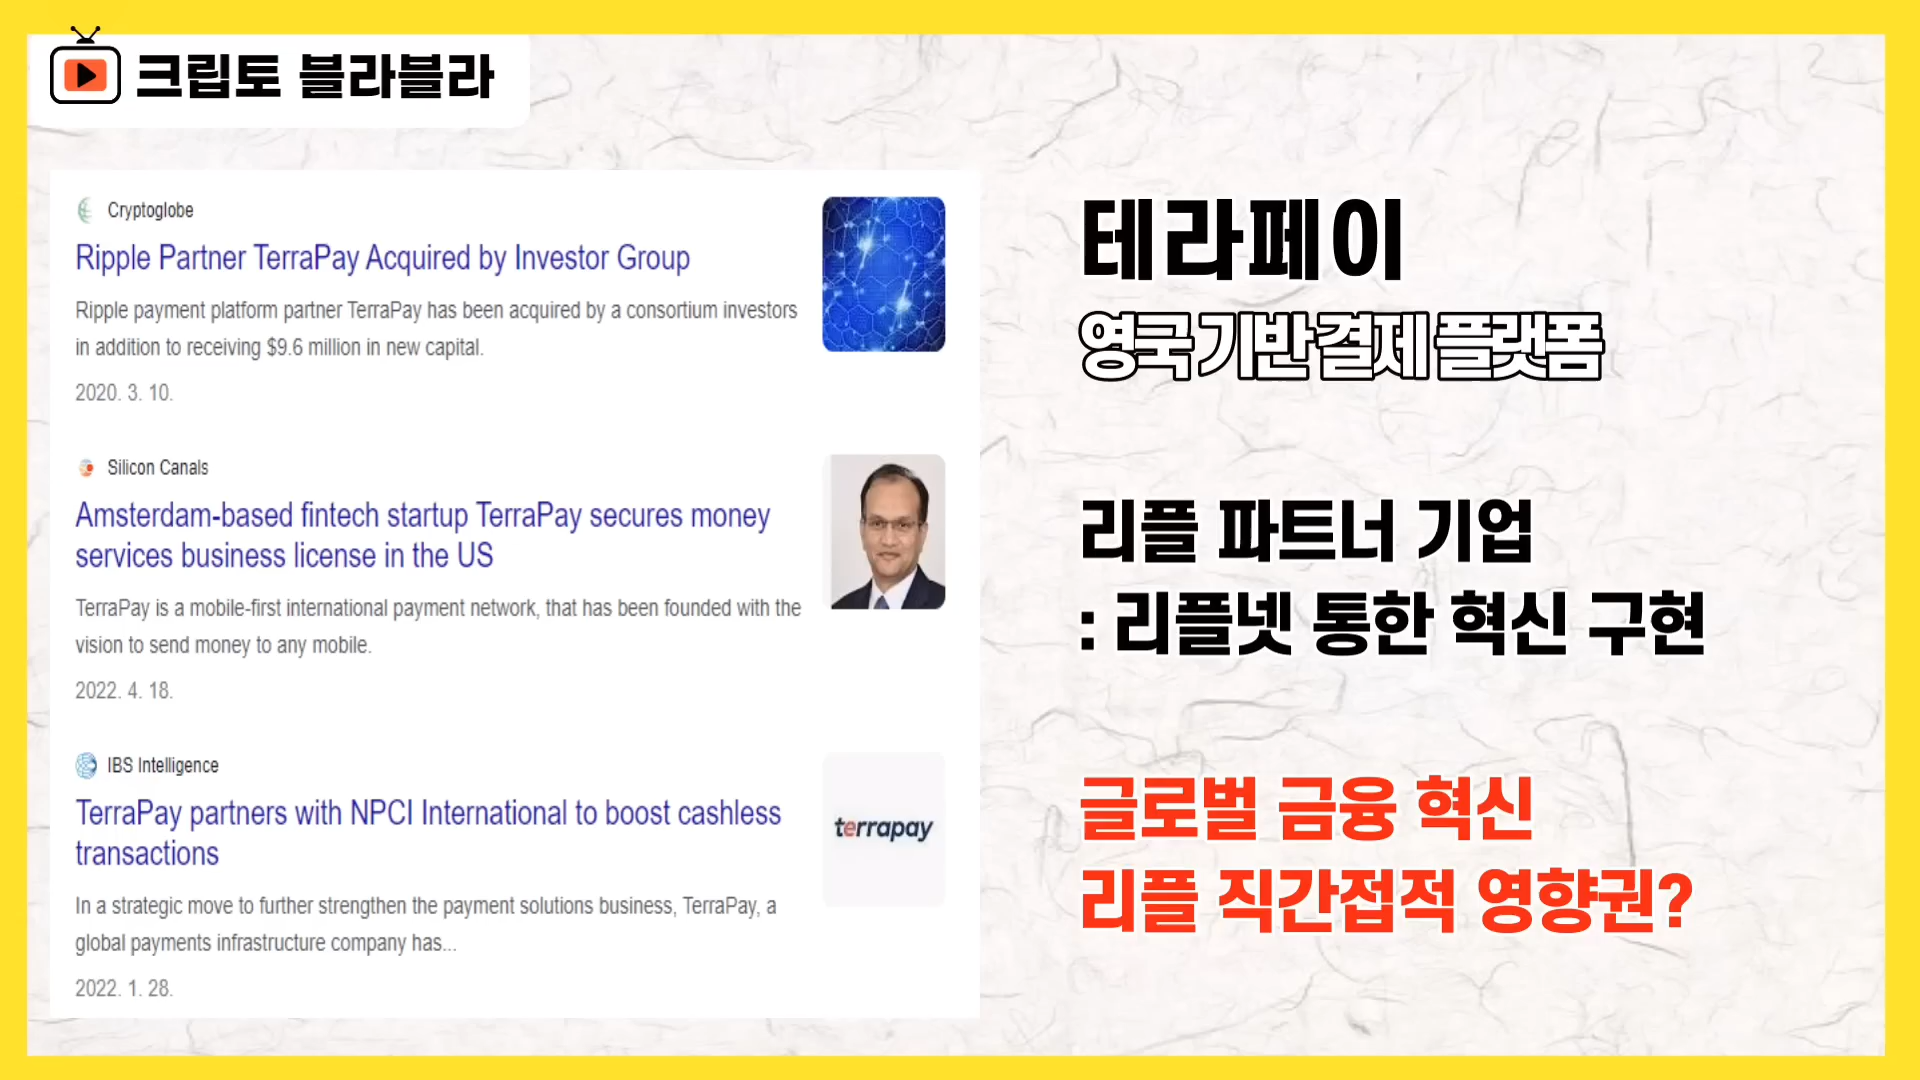 크립토 블라블라
Cryptoglobe
Ripple Partner TerraPay Acquired by Investor Group
Ripple payment platform partner TerraPay has been acquired by a consortium investors
in addition to receiving $9.6 million in new capital.
2020. 3. 10.
Silicon Canals
Amsterdam-based fintech startup TerraPay secures money
services business license in the US
TerraPay is a mobile-first international payment network, that has been founded with the
vision to send money to any mobile.
2022. 4. 18.
IBS Intelligence
TerraPay partners with NPCI International to boost cashless
transactions
terrapay
In a strategic move to further strengthen the payment solutions business, TerraPay, a
global payments infrastructure company has...
2022. 1. 28.
테라페이
영국 기반 결제 플랫폼
리플 파트너 기업
: 리플넷 통한 혁신 구현
글로벌 금융 혁신
리플 직간접적 영향권?